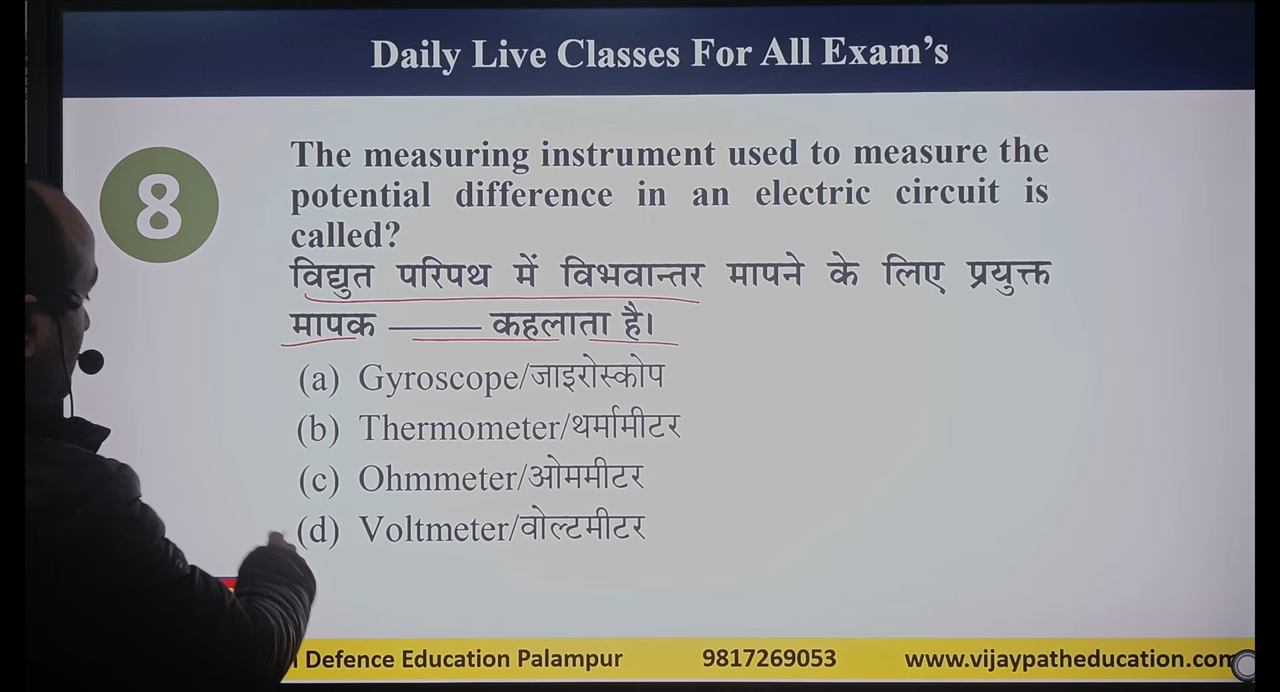 Daily Live Classes For All Exam's
8
The measuring instrument used to measure the
potential difference in an electric circuit is
called?
विद्युत परिपथ में विभवान्तर मापने के लिए प्रयुक्त
मापक ——— कहलाता है।
(a) Gyroscope/जाइरोस्कोप
(b) Thermometer/थर्मामीटर
(c) Ohmmeter/ओममीटर
(d) Voltmeter/वोल्टमीटर
Defence Education Palampur 9817269053 www.vijaypatheducation.com